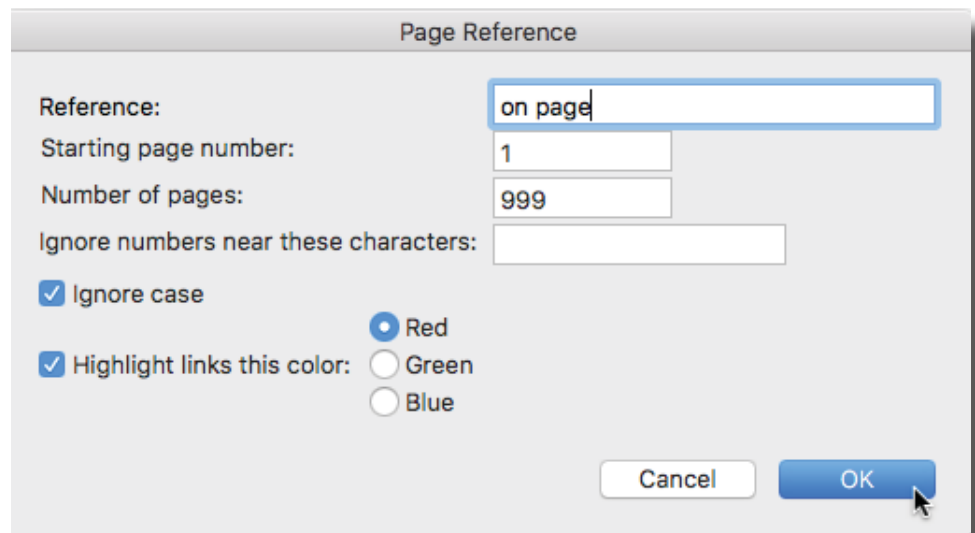 Page Reference
Reference: on page
Starting page number: 1
Number of pages: 999
Ignore numbers near these characters:
Ignore case
Red
Highlight links this color: Green
Blue
Cancel OK